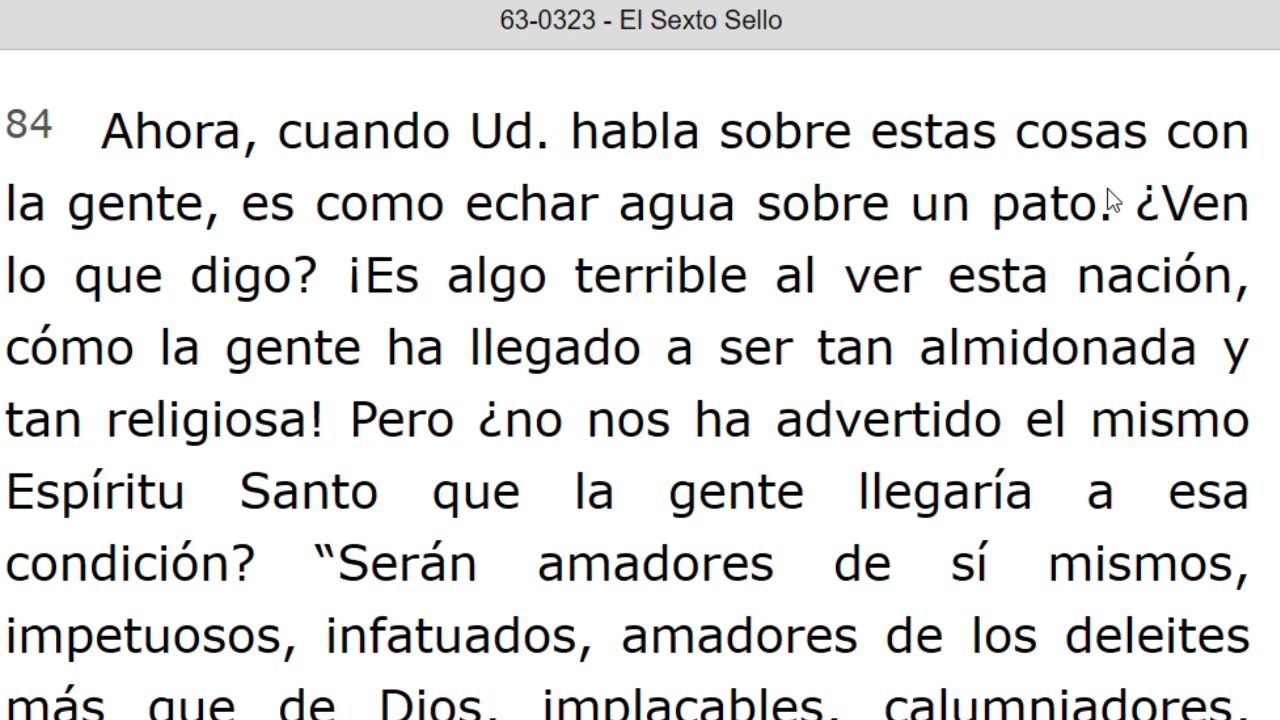 63-0323 - El Sexto Sello
84 Ahora, cuando Ud. habla sobre estas cosas con
la gente, es como echar agua sobre un pato. ¿Ven
lo que digo? ¡Es algo terrible al ver esta nación,
cómo la gente ha llegado a ser tan almidonada y
tan religiosa! Pero ¿no nos ha advertido el mismo
Espíritu Santo que la gente llegaría a esa
condición? “Serán amadores de sí mismos,
impetuosos, infatuados, amadores de los deleites
más que de Dios, implacables, calumniadores,